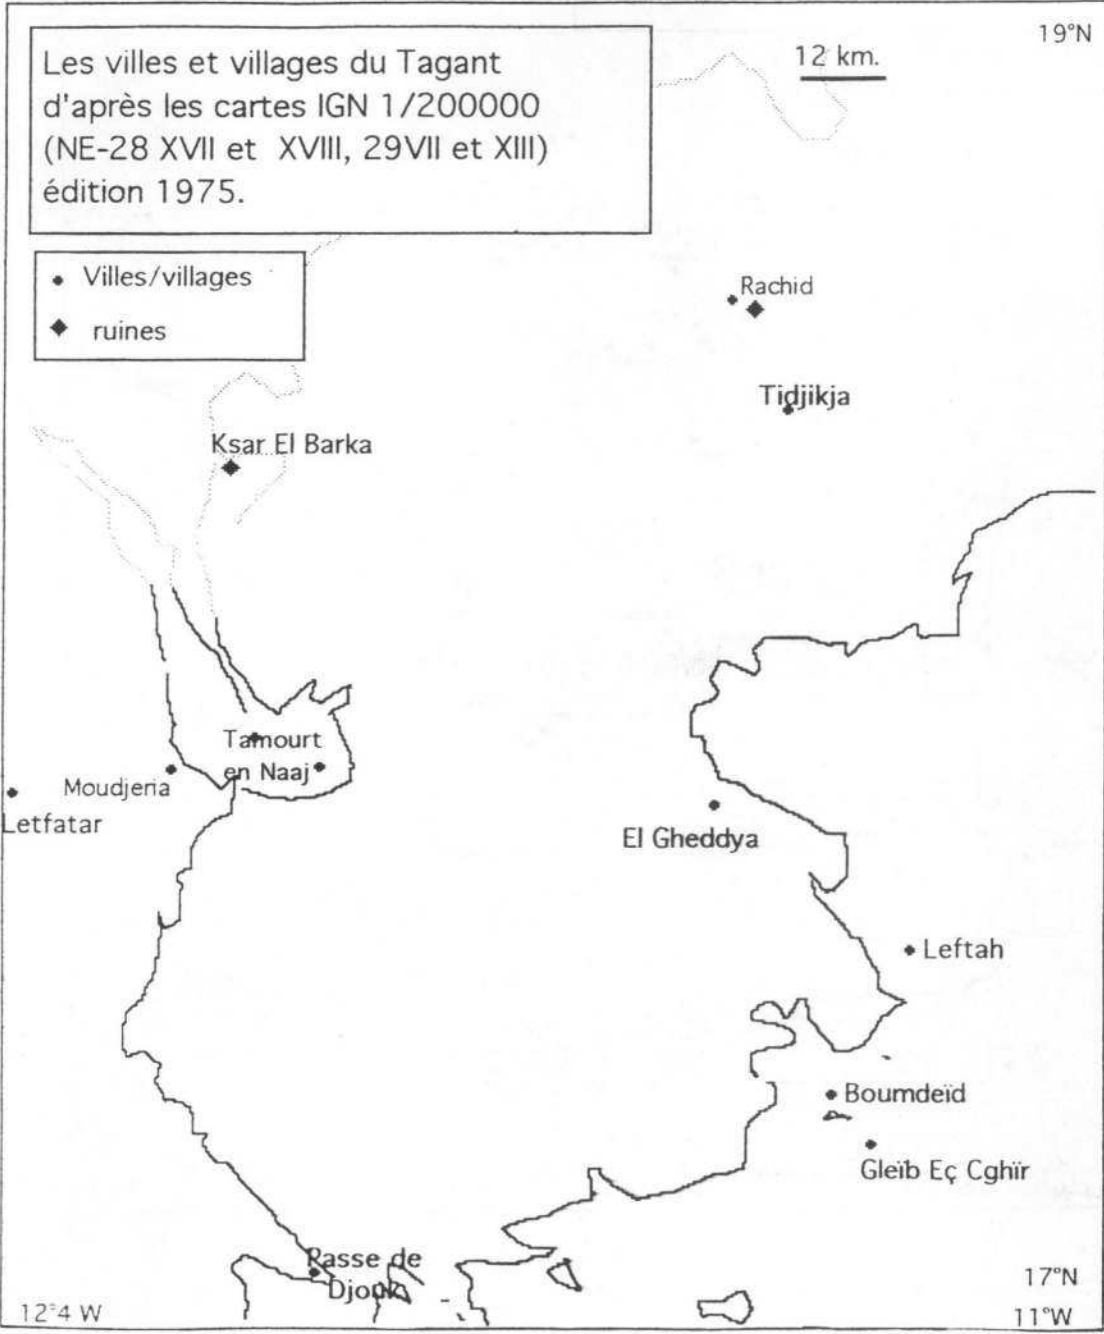 Les villes et villages du Tagant
d'après les cartes IGN 1/200000
(NE-28 XVII et XVIII, 29VII et XIII)
édition 1975.
19°N
12 km.
Villes/villages
ruines
Rachid
Tidjikja
Ksar El Barka
Tamourt
en Naaj
Moudjeria
Letfatar
El Gheddya
Leftah
Boumdeïd
Gleïb Eç Cghïr
Passe de
Djouk
17°N
12°4 W
11°W